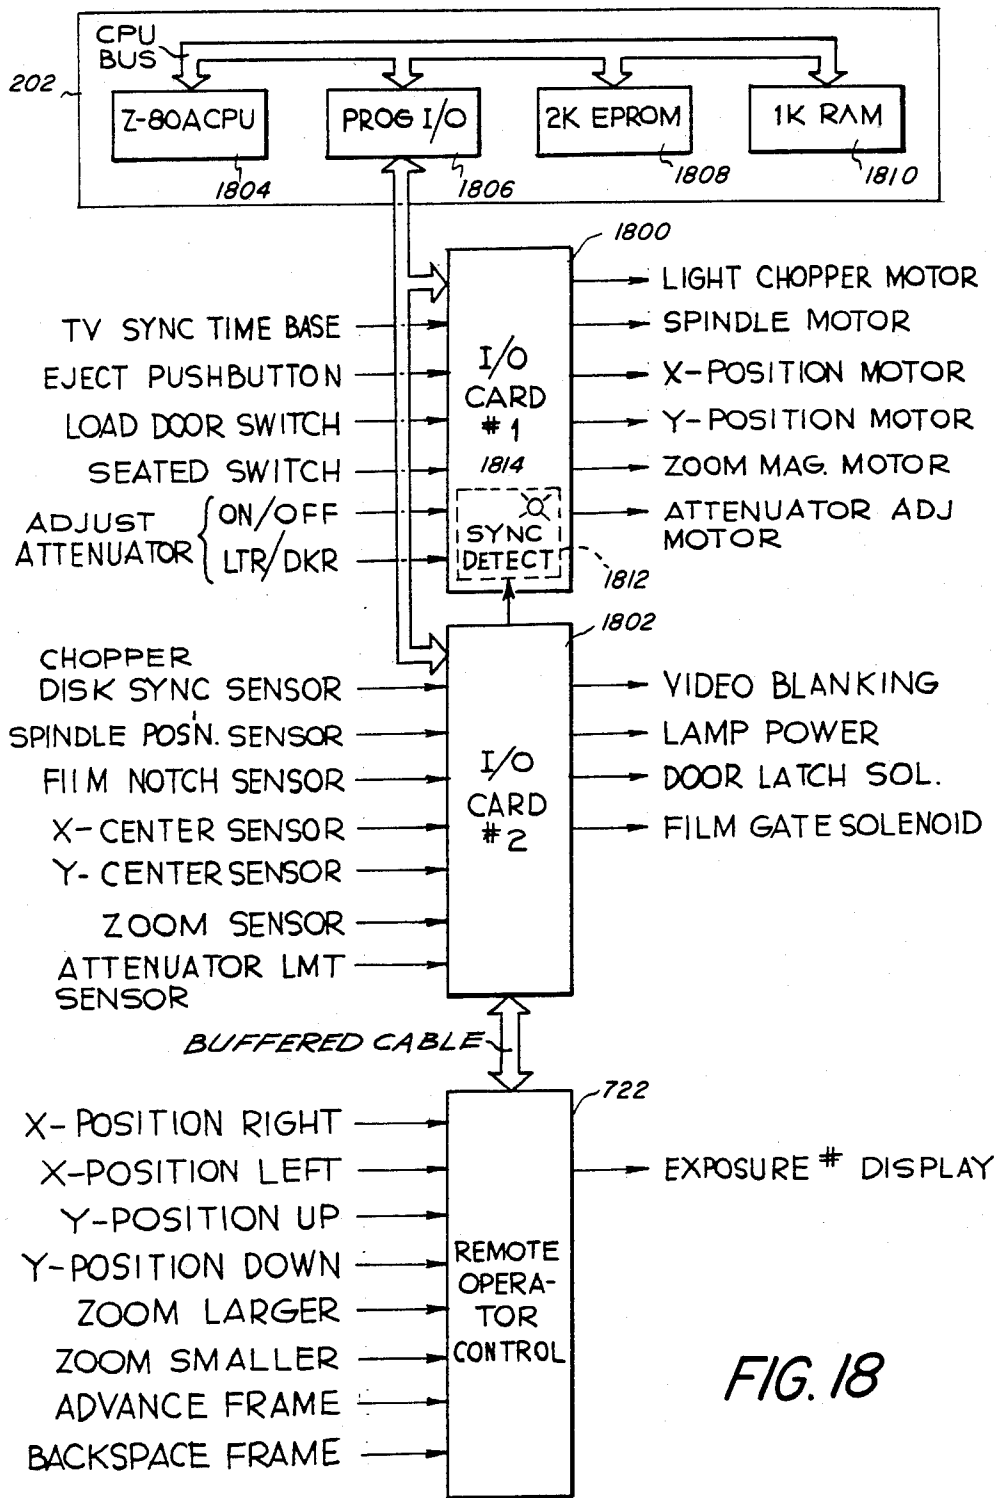 CPU
BUS
202
Z-80A CPU
PROG I/O
2K EPROM
1K RAM
1804
1806
1808
1810
1800
TV SYNC TIME BASE
EJECT PUSHBUTTON
LOAD DOOR SWITCH
SEATED SWITCH
ADJUST
ATTENUATOR
ON/OFF
LTR/DKR
I/O
CARD
#1
1814
SYNC
DETECT
1812
LIGHT CHOPPER MOTOR
SPINDLE MOTOR
X-POSITION MOTOR
Y-POSITION MOTOR
ZOOM MAG. MOTOR
ATTENUATOR ADJ
MOTOR
1802
CHOPPER
DISK SYNC SENSOR
SPINDLE POS'N. SENSOR
FIIM NOTCH SENSOR
X-CENTER SENSOR
Y-CENTER SENSOR
ZOOM SENSOR
ATTENUATOR LMT
SENSOR
I/O
CARD
#2
VIDEO BLANKING
LAMP POWER
DOOR LATCH SOL.
FILM GATE SOLENOID
BUFFERED CABLE
722
X-POSITION RIGHT
X-POSITION LEFT
Y-POSITION UP
Y-POSITION DOWN
ZOOM LARGER
ZOOM SMALLER
ADVANCE FRAME
BACKSPACE FRAME
REMOTE
OPERA-
TOR
CONTROL
EXPOSURE # DISPLAY
FIG. 18